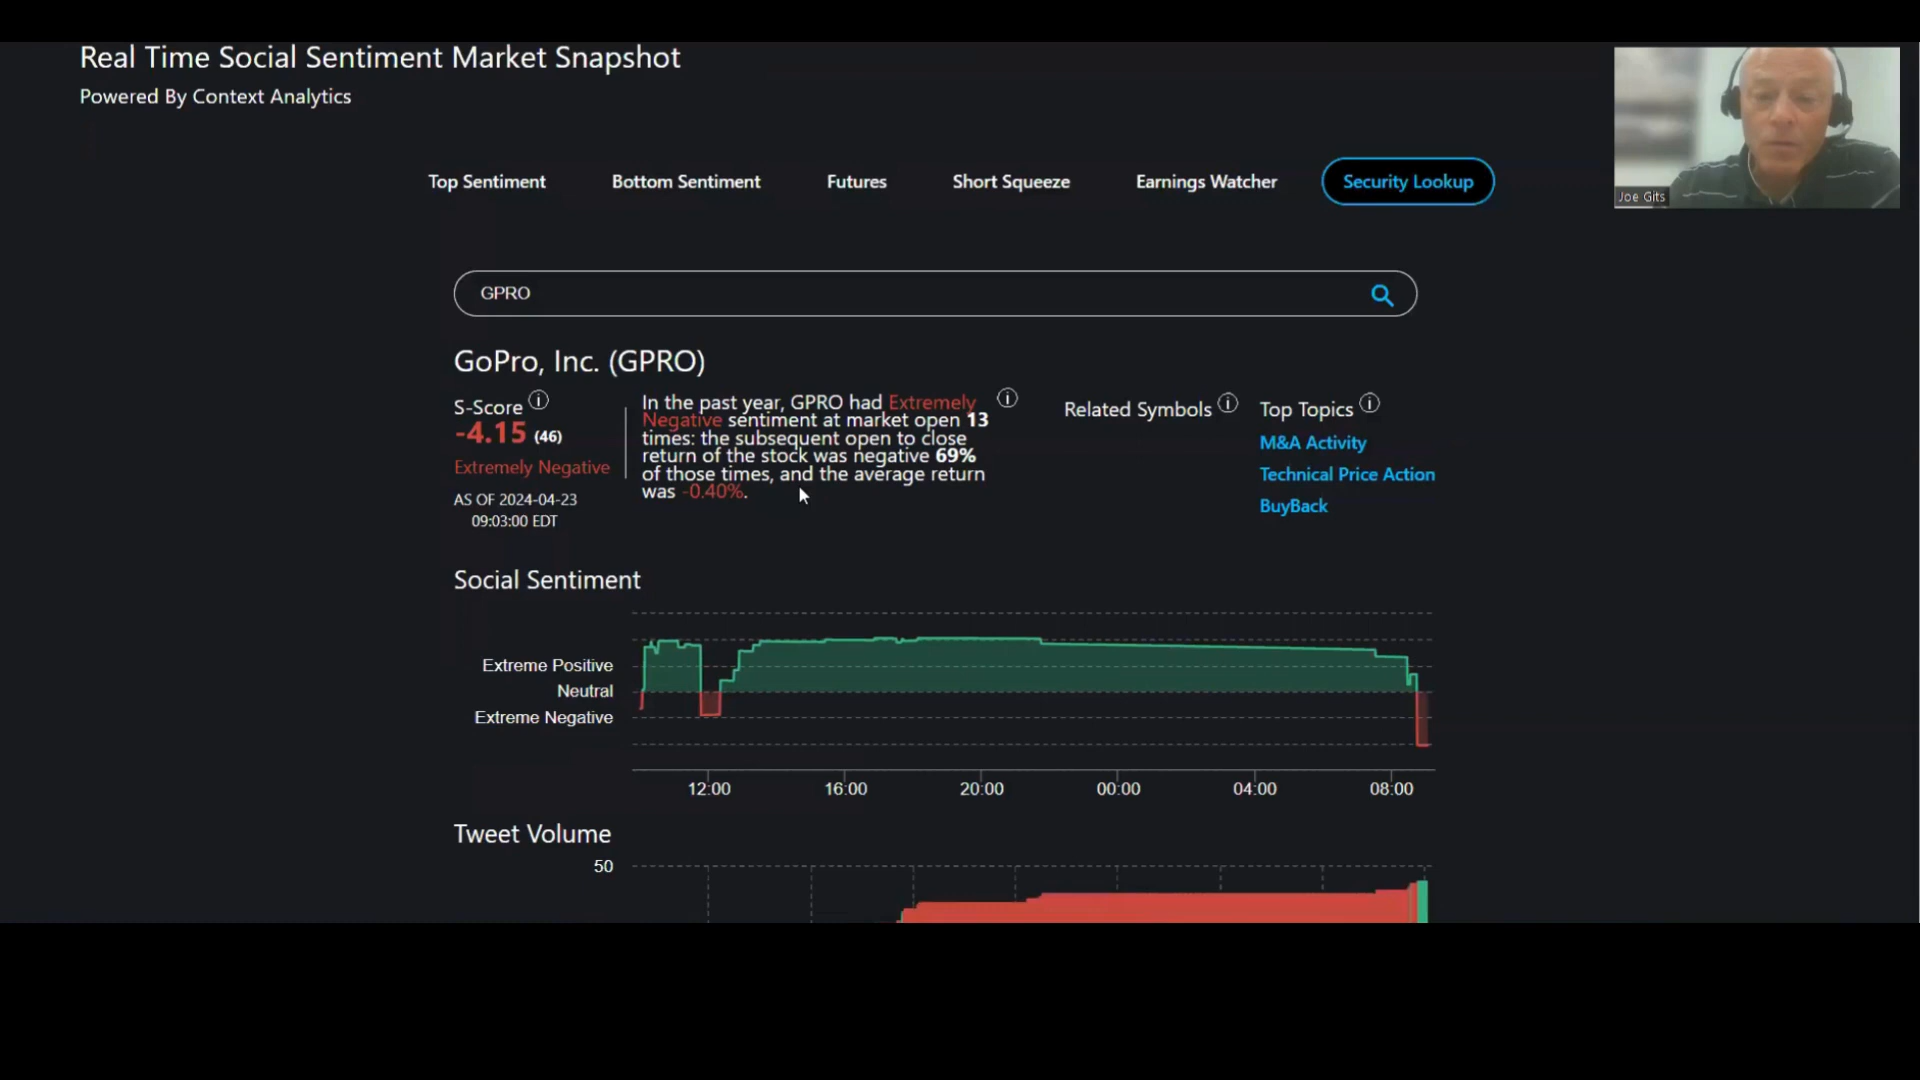 Real Time Social Sentiment Market Snapshot
Powered By Context Analytics
Joe Gits
Top Sentiment Bottom Sentiment Futures Short Squeeze Earnings Watcher Security Lookup
GPRO
GoPro, Inc. (GPRO)
S-Score
-4.15 (46)
Extremely Negative
AS OF 2024-04-23
09:03:00 EDT
In the past year, GPRO had Extremely
Negative sentiment at market open 13
times: the subsequent open to close
return of the stock was negative 69%
of those times, and the average return
was -0.40%.
Related Symbols
Top Topics
M&A Activity
Technical Price Action
BuyBack
Social Sentiment
Extreme Positive
Neutral
Extreme Negative
12:00 16:00 20:00 00:00 04:00 08:00
Tweet Volume
50